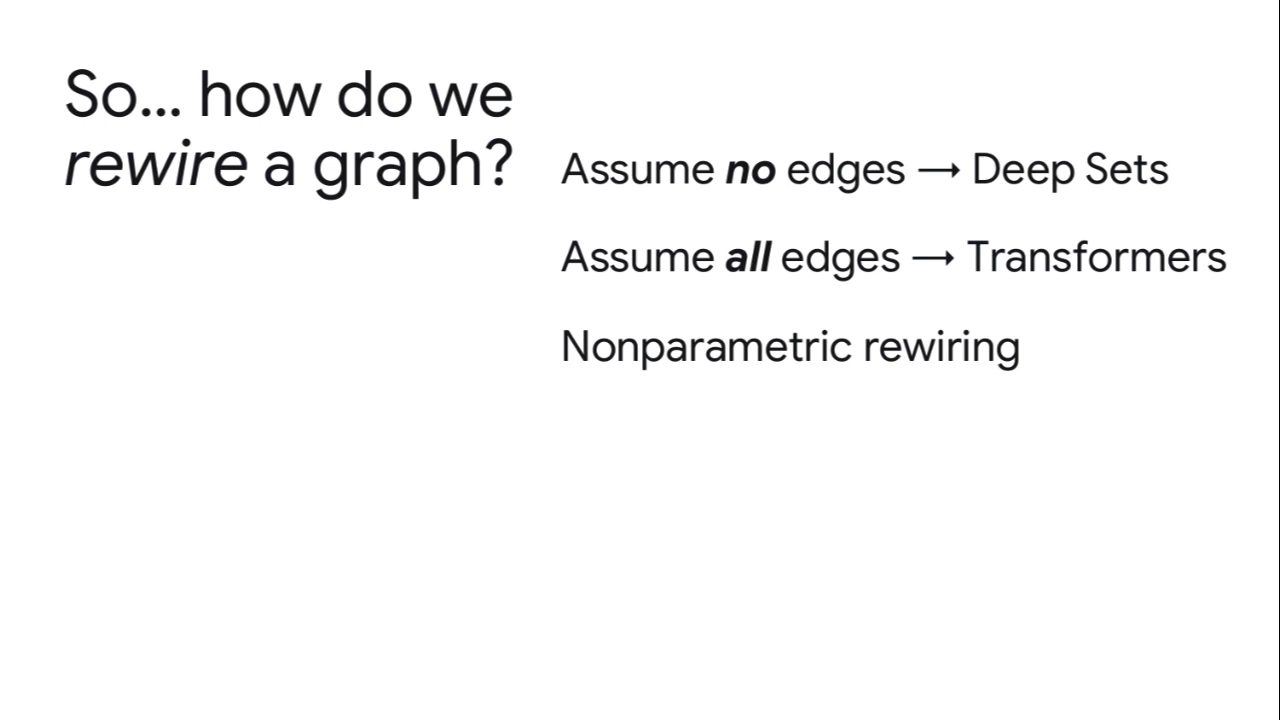 So... how do we
rewire a graph?
Assume no edges → Deep Sets
Assume all edges → Transformers
Nonparametric rewiring